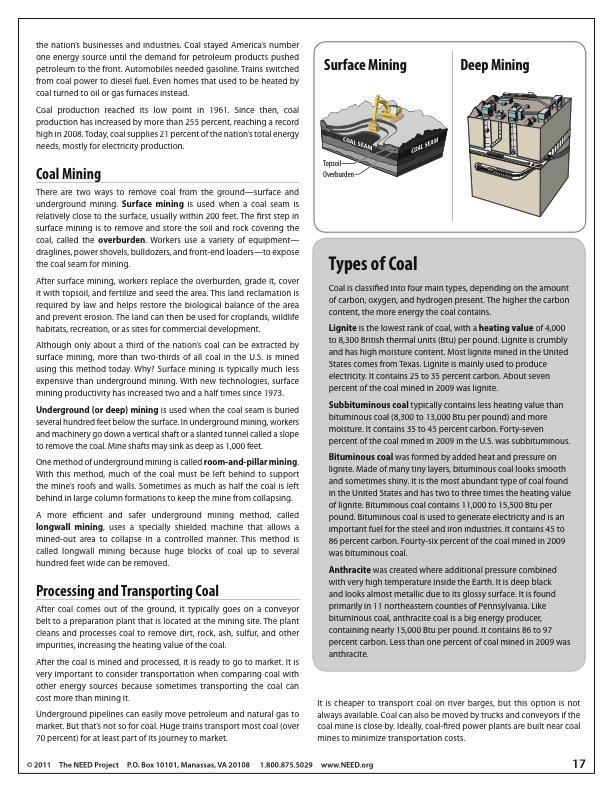 the nation's businesses and industries. Coal stayed America's number
one energy source until the demand for petroleum products pushed
petroleum to the front. Automobiles needed gasoline. Trains switched
from coal power to diesel fuel. Even homes that used to be heated by
coal turned to oil or gas furnaces instead.
Coal production reached its low point in 1961. Since then, coal
production has increased by more than 255 percent, reaching a record
high in 2008. Today, coal supplies 21 percent of the nation's total energy
needs, mostly for electricity production.
Coal Mining
There are two ways to remove coal from the ground—surface and
underground mining. Surface mining is used when a coal seam is
relatively close to the surface, usually within 200 feet. The first step in
surface mining is to remove and store the soil and rock covering the
coal, called the overburden. Workers use a variety of equipment—
draglines, power shovels, bulldozers, and front-end loaders—to expose
the coal seam for mining.
After surface mining, workers replace the overburden, grade it, cover
it with topsoil, and fertilize and seed the area. This land reclamation is
required by law and helps restore the biological balance of the area
and prevent erosion. The land can then be used for croplands, wildlife
habitats, recreation, or as sites for commercial development.
Although only about a third of the nation's coal can be extracted by
surface mining, more than two-thirds of all coal in the U.S. is mined
using this method today. Why? Surface mining is typically much less
expensive than underground mining. With new technologies, surface
mining productivity has increased two and a half times since 1973.
Underground (or deep) mining is used when the coal seam is buried
several hundred feet below the surface. In underground mining, workers
and machinery go down a vertical shaft or a slanted tunnel called a slope
to remove the coal. Mine shafts may sink as deep as 1,000 feet.
One method of underground mining is called room-and-pillar mining.
With this method, much of the coal must be left behind to support
the mine's roofs and walls. Sometimes as much as half the coal is left
behind in large column formations to keep the mine from collapsing.
A more efficient and safer underground mining method, called
longwall mining, uses a specially shielded machine that allows a
mined-out area to collapse in a controlled manner. This method is
called longwall mining because huge blocks of coal up to several
hundred feet wide can be removed.
Processing and Transporting Coal
After coal comes out of the ground, it typically goes on a conveyor
belt to a preparation plant that is located at the mining site. The plant
cleans and processes coal to remove dirt, rock, ash, sulfur, and other
impurities, increasing the heating value of the coal.
After the coal is mined and processed, it is ready to go to market. It is
very important to consider transportation when comparing coal with
other energy sources because sometimes transporting the coal can
cost more than mining it.
Underground pipelines can easily move petroleum and natural gas to
market. But that's not so for coal. Huge trains transport most coal (over
70 percent) for at least part of its journey to market.
Surface Mining
COAL SEAM
COAL SEAM
Topsoil
Overburden
Deep Mining
Types of Coal
Coal is classified into four main types, depending on the amount
of carbon, oxygen, and hydrogen present. The higher the carbon
content, the more energy the coal contains.
Lignite is the lowest rank of coal, with a heating value of 4,000
to 8,300 British thermal units (Btu) per pound. Lignite is crumbly
and has high moisture content. Most lignite mined in the United
States comes from Texas. Lignite is mainly used to produce
electricity. It contains 25 to 35 percent carbon. About seven
percent of the coal mined in 2009 was lignite.
Subbituminous coal typically contains less heating value than
bituminous coal (8,300 to 13,000 Btu per pound) and more
moisture. It contains 35 to 45 percent carbon. Forty-seven
percent of the coal mined in 2009 in the U.S. was subbituminous.
Bituminous coal was formed by added heat and pressure on
lignite. Made of many tiny layers, bituminous coal looks smooth
and sometimes shiny. It is the most abundant type of coal found
in the United States and has two to three times the heating value
of lignite. Bituminous coal contains 11,000 to 15,500 Btu per
pound. Bituminous coal is used to generate electricity and is an
important fuel for the steel and iron industries. It contains 45 to
86 percent carbon. Fourty-six percent of the coal mined in 2009
was bituminous coal.
Anthracite was created where additional pressure combined
with very high temperature inside the Earth. It is deep black
and looks almost metallic due to its glossy surface. It is found
primarily in 11 northeastern counties of Pennsylvania. Like
bituminous coal, anthracite coal is a big energy producer,
containing nearly 15,000 Btu per pound. It contains 86 to 97
percent carbon. Less than one percent of coal mined in 2009 was
anthracite.
It is cheaper to transport coal on river barges, but this option is not
always available. Coal can also be moved by trucks and conveyors if the
coal mine is close by. Ideally, coal-fired power plants are built near coal
mines to minimize transportation costs.
© 2011 The NEED Project P.O. Box 10101, Manassas, VA 20108 1.800.875.5029 www.NEED.org
17